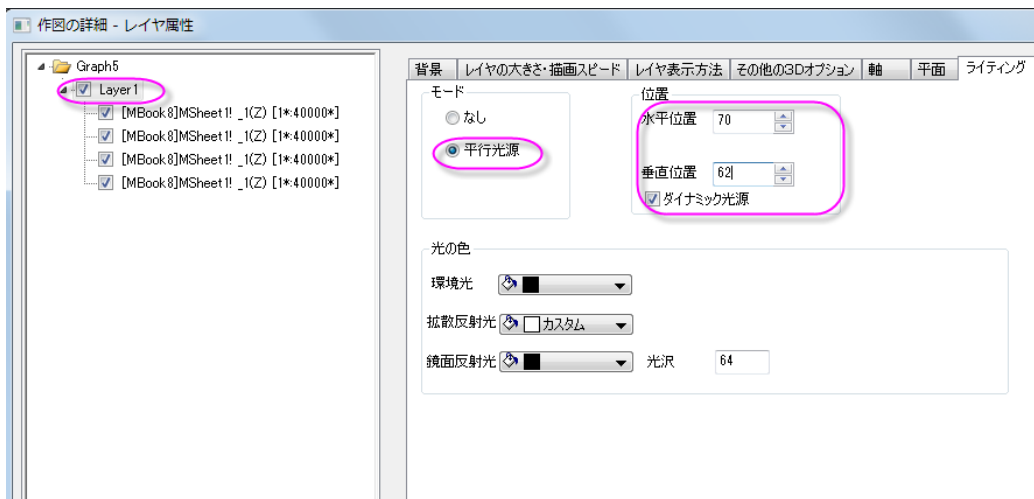 作図の詳細 - レイヤ属性
Graph5
Layer1
[MBook8]MSheet1! _1(Z) [1*:40000*]
[MBook8]MSheet1! _1(Z) [1*:40000*]
[MBook8]MSheet1! _1(Z) [1*:40000*]
[MBook8]MSheet1! _1(Z) [1*:40000*]
背景 レイヤの大きさ・描画スピード レイヤ表示方法 その他の3Dオプション 軸 平面 ライティング
モード
なし
平行光源
位置
水平位置 70
垂直位置 62
ダイナミック光源
光の色
環境光
拡散反射光 カスタム
鏡面反射光 光沢 64